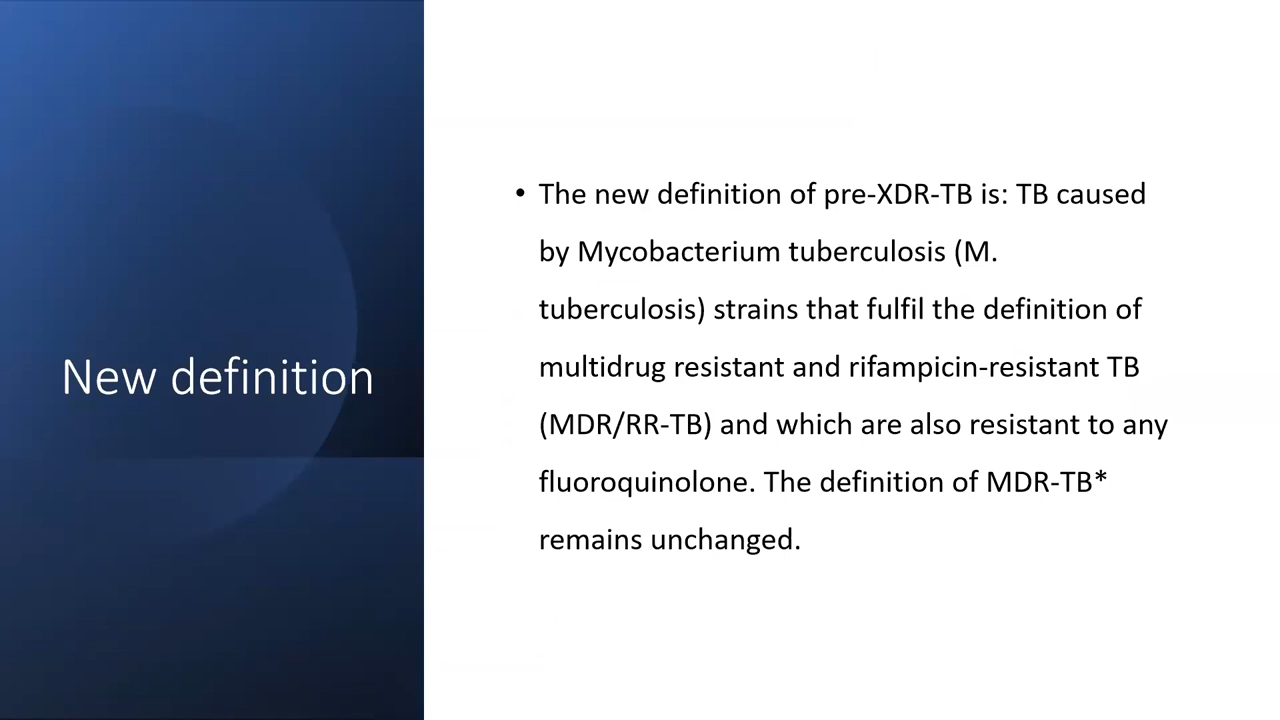 New definition
• The new definition of pre-XDR-TB is: TB caused
by Mycobacterium tuberculosis (M.
tuberculosis) strains that fulfil the definition of
multidrug resistant and rifampicin-resistant TB
(MDR/RR-TB) and which are also resistant to any
fluoroquinolone. The definition of MDR-TB*
remains unchanged.